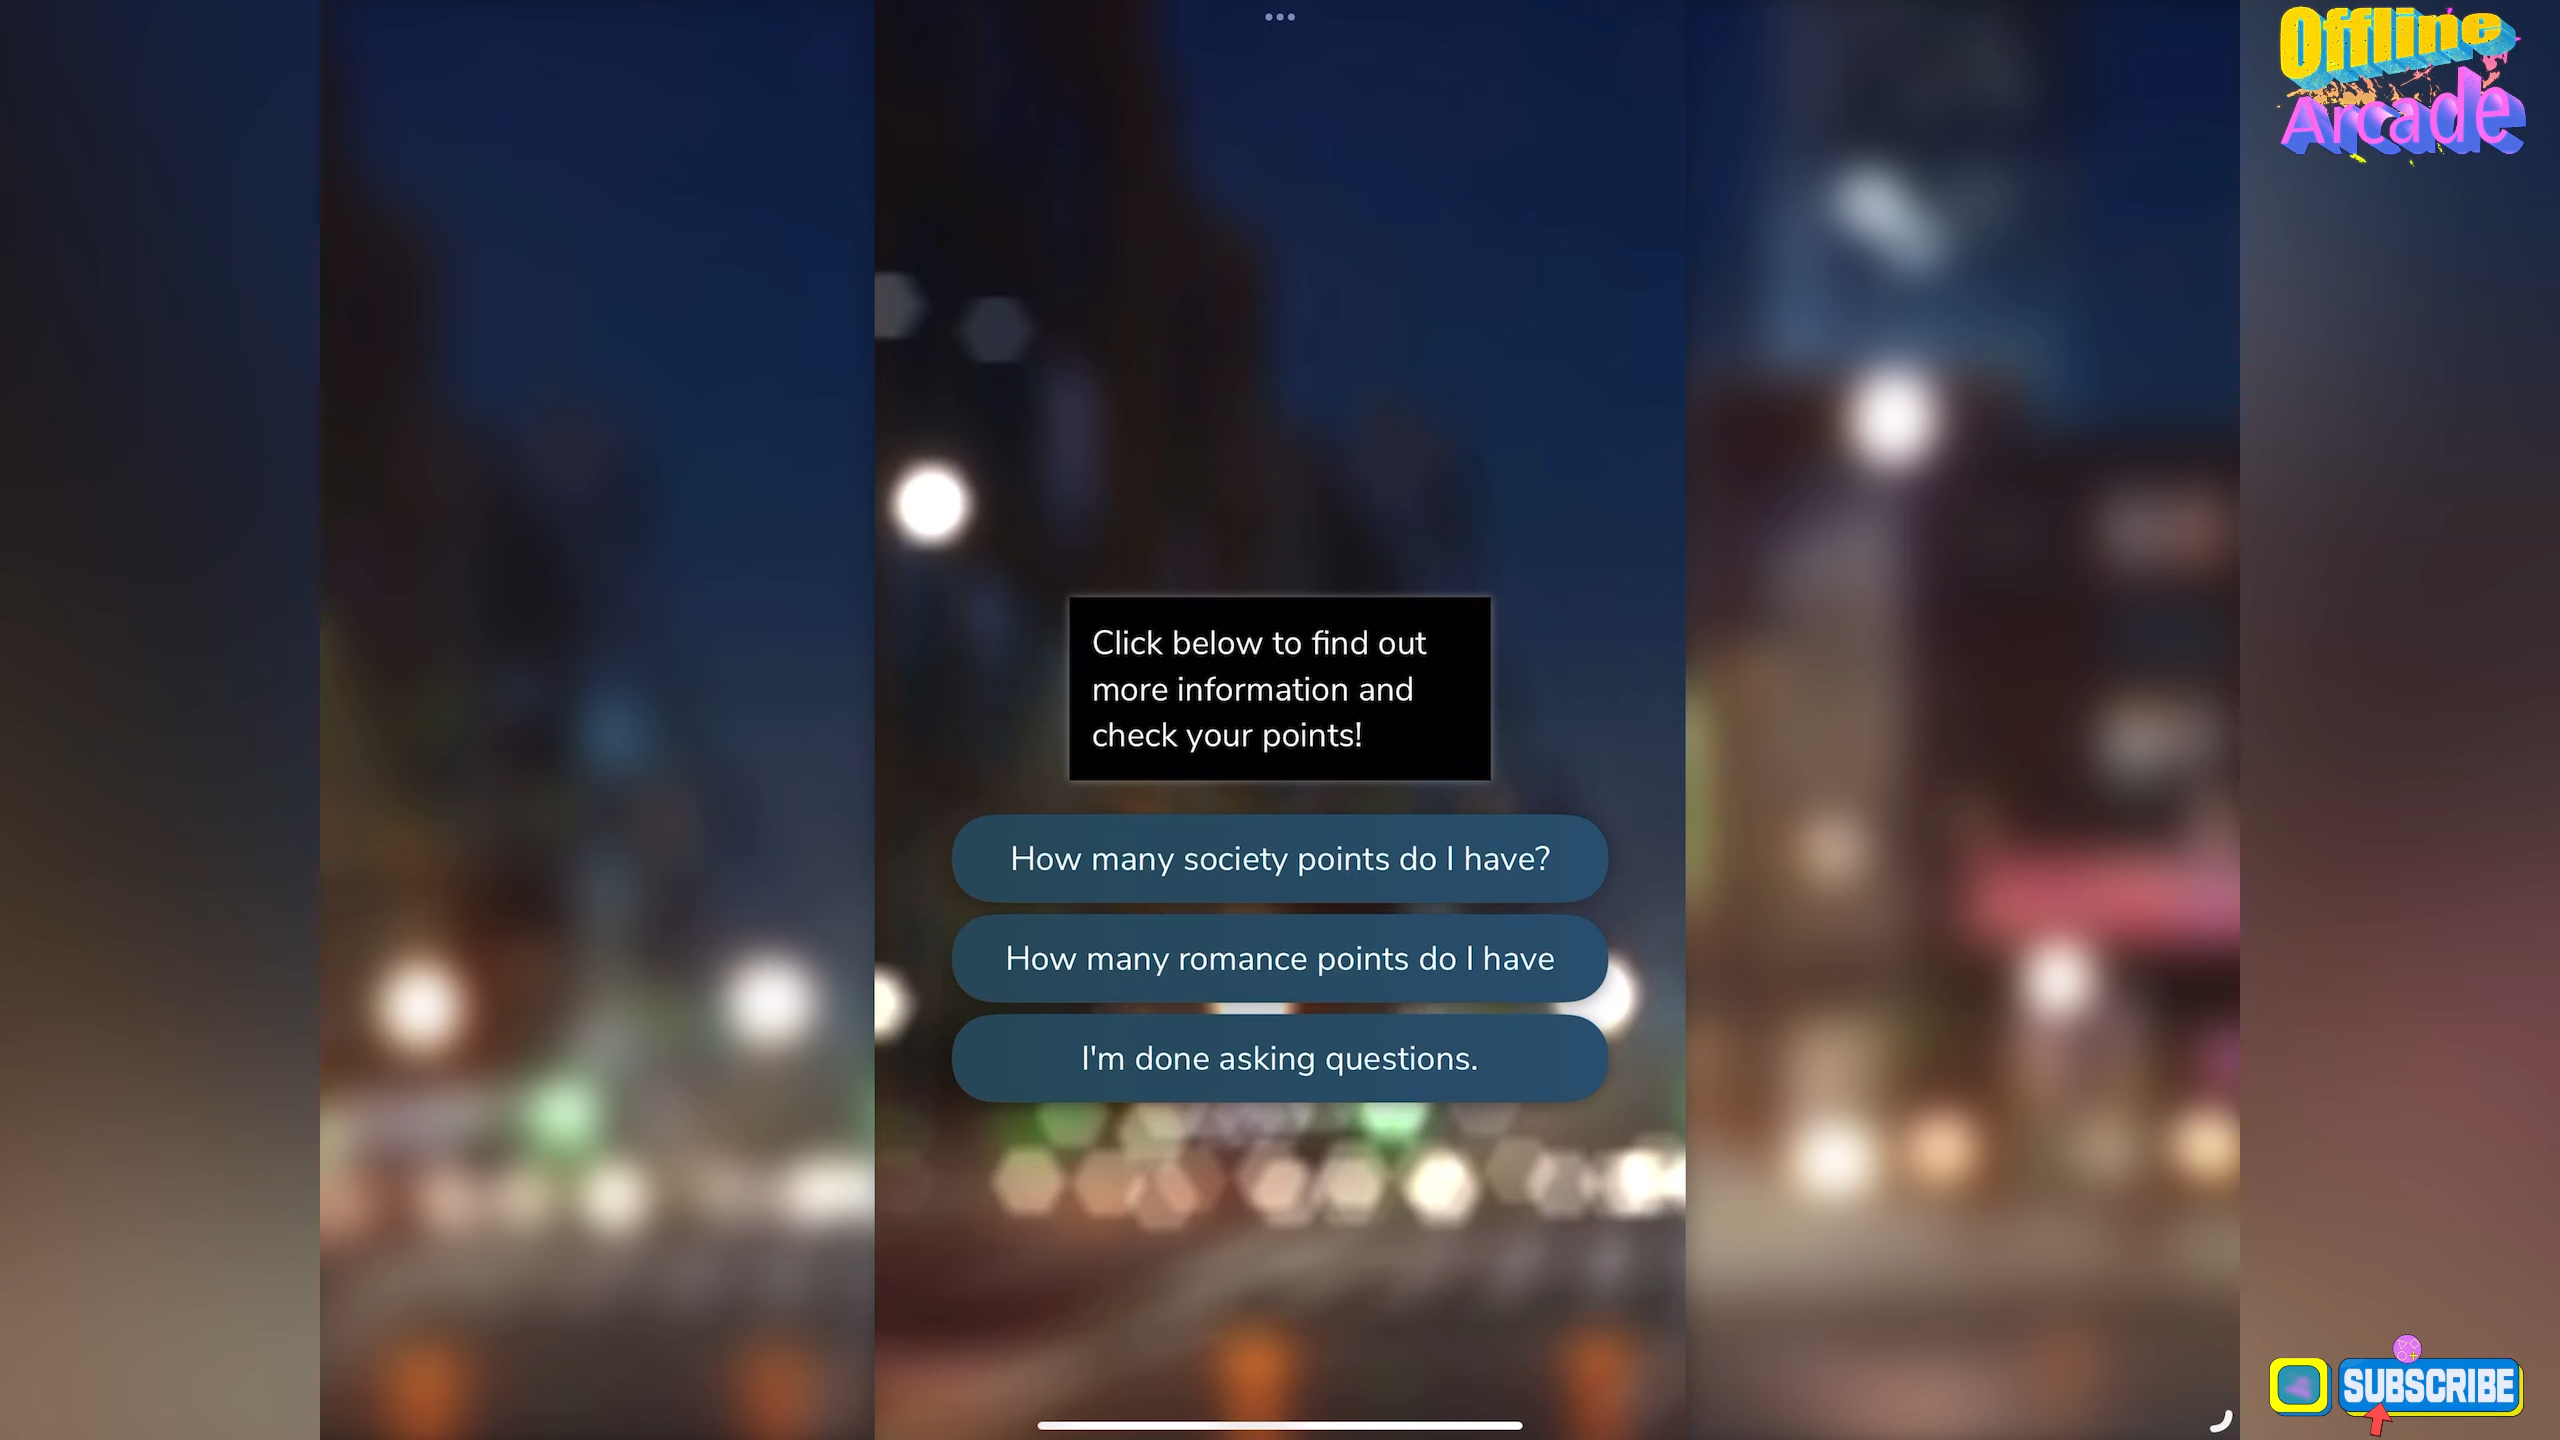 Offline
Arcade
Click below to find out
more information and
check your points!
How many society points do I have?
How many romance points do I have
I'm done asking questions.
SUBSCRIBE